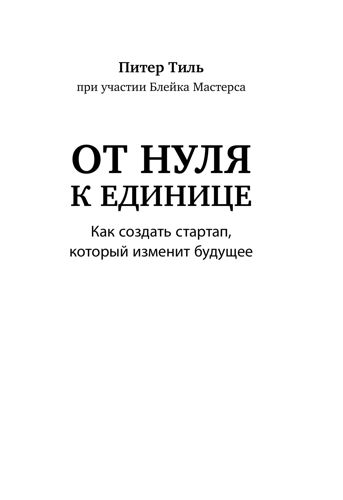 Питер Тиль
при участии Блейка Мастерса
ОТ НУЛЯ
К ЕДИНИЦЕ
Как создать стартап,
который изменит будущее